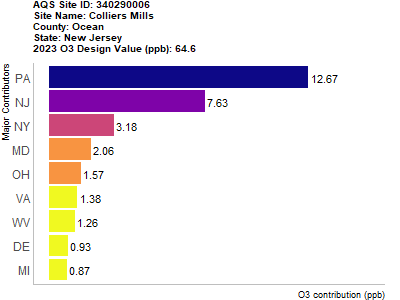 AQS Site ID: 340290006
Site Name: Colliers Mills
County: Ocean
State: New Jersey
2023 O3 Design Value (ppb): 64.6
Major Contributors
PA 12.67
NJ 7.63
NY 3.18
MD 2.06
OH 1.57
VA 1.38
WV 1.26
DE 0.93
MI 0.87
O3 contribution (ppb)